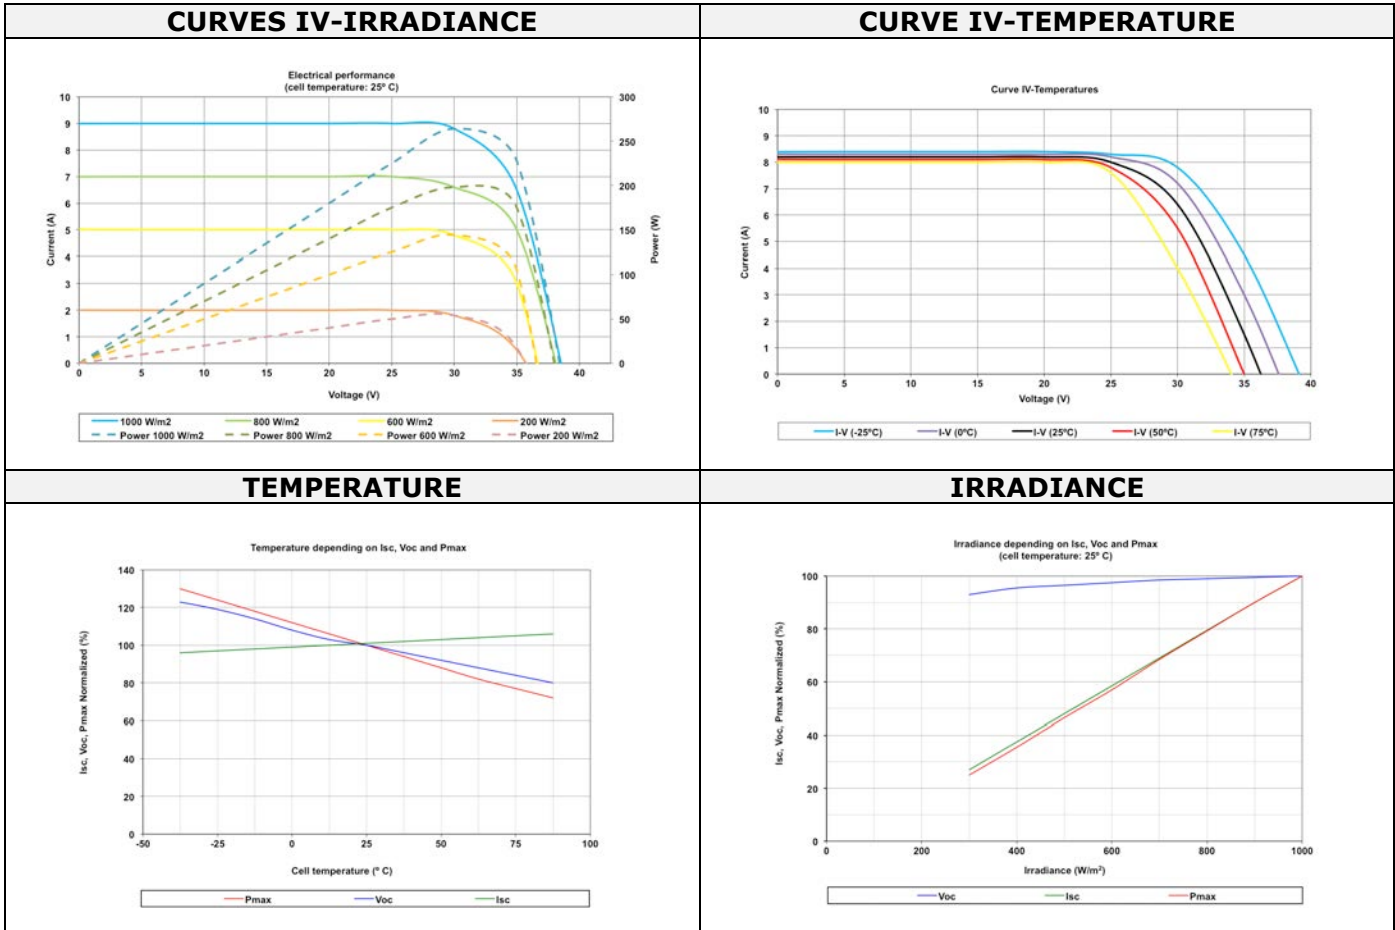 CURVES IV-IRRADIANCE
CURVE IV-TEMPERATURE
Electrical performance
(cell temperature: 25º C)
10
9
8
7
6
5
4
3
2
1
0
Current (A)
300
250
200
150
100
50
0
Power (W)
0 5 10 15 20 25 30 35 40
Voltage (V)
1000 W/m2 800 W/m2 600 W/m2 200 W/m2
Power 1000 W/m2 Power 800 W/m2 Power 600 W/m2 Power 200 W/m2
Curve IV-Temperatures
10
9
8
7
6
5
4
3
2
1
0
Current (A)
0 5 10 15 20 25 30 35 40
Voltage (V)
I-V (-25ºC) I-V (0ºC) I-V (25ºC) I-V (50ºC) I-V (75ºC)
TEMPERATURE
IRRADIANCE
Temperature depending on Isc, Voc and Pmax
140
120
100
80
60
40
20
0
Isc, Voc, Pmax Normalized (%)
-50 -25 0 25 50 75 100
Cell temperature (º C)
Pmax Voc Isc
Irradiance depending on Isc, Voc and Pmax
(cell temperature: 25º C)
100
80
60
40
20
0
Isc, Voc, Pmax Normalized (%)
0 200 400 600 800 1000
Irradiance (W/m²)
Voc Isc Pmax